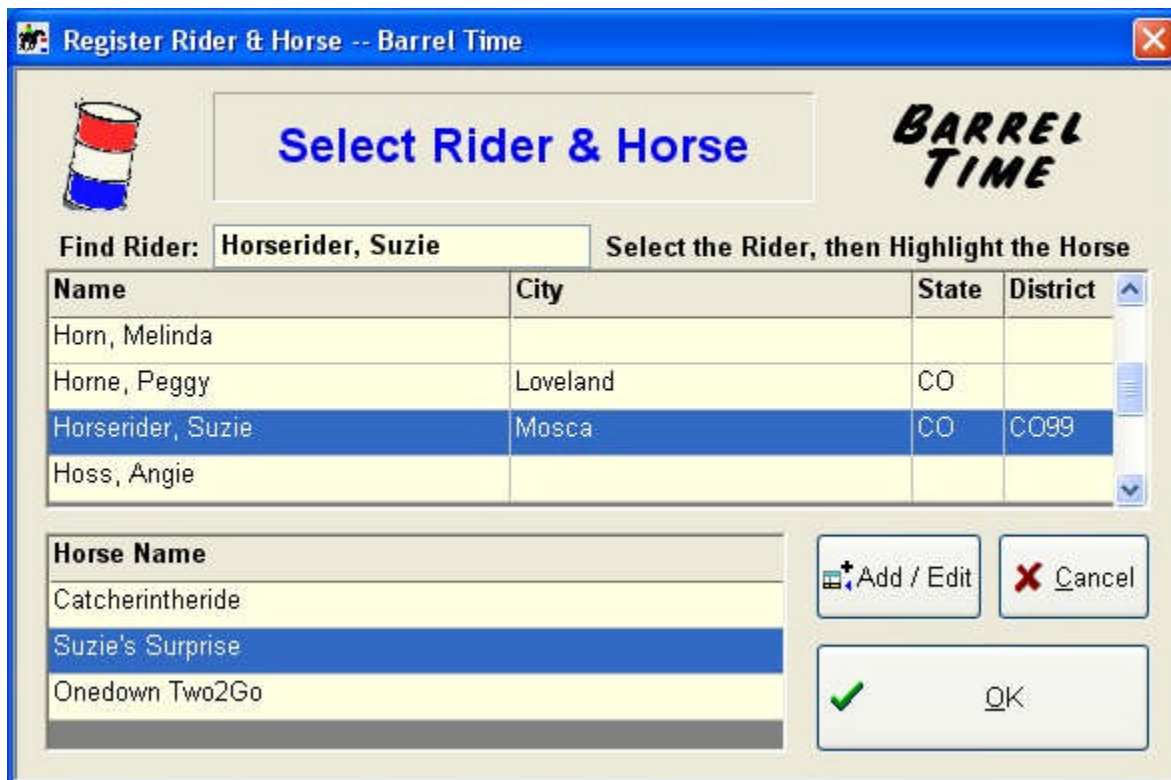 Register Rider & Horse -- Barrel Time
Select Rider & Horse
BARREL
TIME
Find Rider: Horserider, Suzie Select the Rider, then Highlight the Horse
Name City State District
Horn, Melinda
Horne, Peggy Loveland CO
Horserider, Suzie Mosca CO CO99
Hoss, Angie
Horse Name
Catcherintheride
Suzie's Surprise
Onedown Two2Go
Add / Edit Cancel
OK